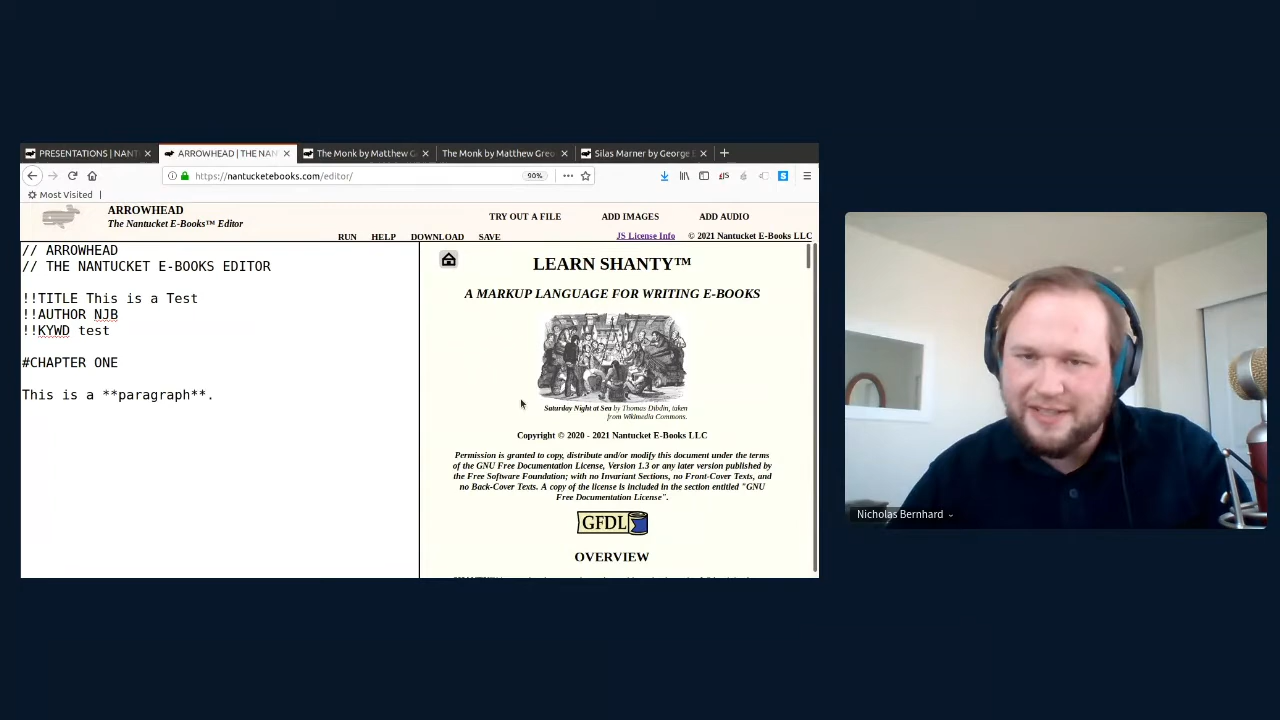 PRESENTATIONS | NANT
ARROWHEAD | THE NAN
The Monk by Matthew G
The Monk by Matthew Gre
Silas Marner by George E
https://nantucketebooks.com/editor/
90%
Most Visited
ARROWHEAD
The Nantucket E-Books™ Editor
TRY OUT A FILE
ADD IMAGES
ADD AUDIO
RUN
HELP
DOWNLOAD
SAVE
JS License Info
© 2021 Nantucket E-Books LLC
// ARROWHEAD
// THE NANTUCKET E-BOOKS EDITOR
!!TITLE This is a Test
!!AUTHOR NJB
!!KYWD test
#CHAPTER ONE
This is a **paragraph**.
LEARN SHANTY™
A MARKUP LANGUAGE FOR WRITING E-BOOKS
Saturday Night at Sea by Thomas Dibdin, taken
from Wikimedia Commons.
Copyright © 2020 - 2021 Nantucket E-Books LLC
Permission is granted to copy, distribute and/or modify this document under the terms
of the GNU Free Documentation License, Version 1.3 or any later version published by
the Free Software Foundation; with no Invariant Sections, no Front-Cover Texts, and
no Back-Cover Texts. A copy of the license is included in the section entitled "GNU
Free Documentation License".
GFDL
OVERVIEW
Nicholas Bernhard